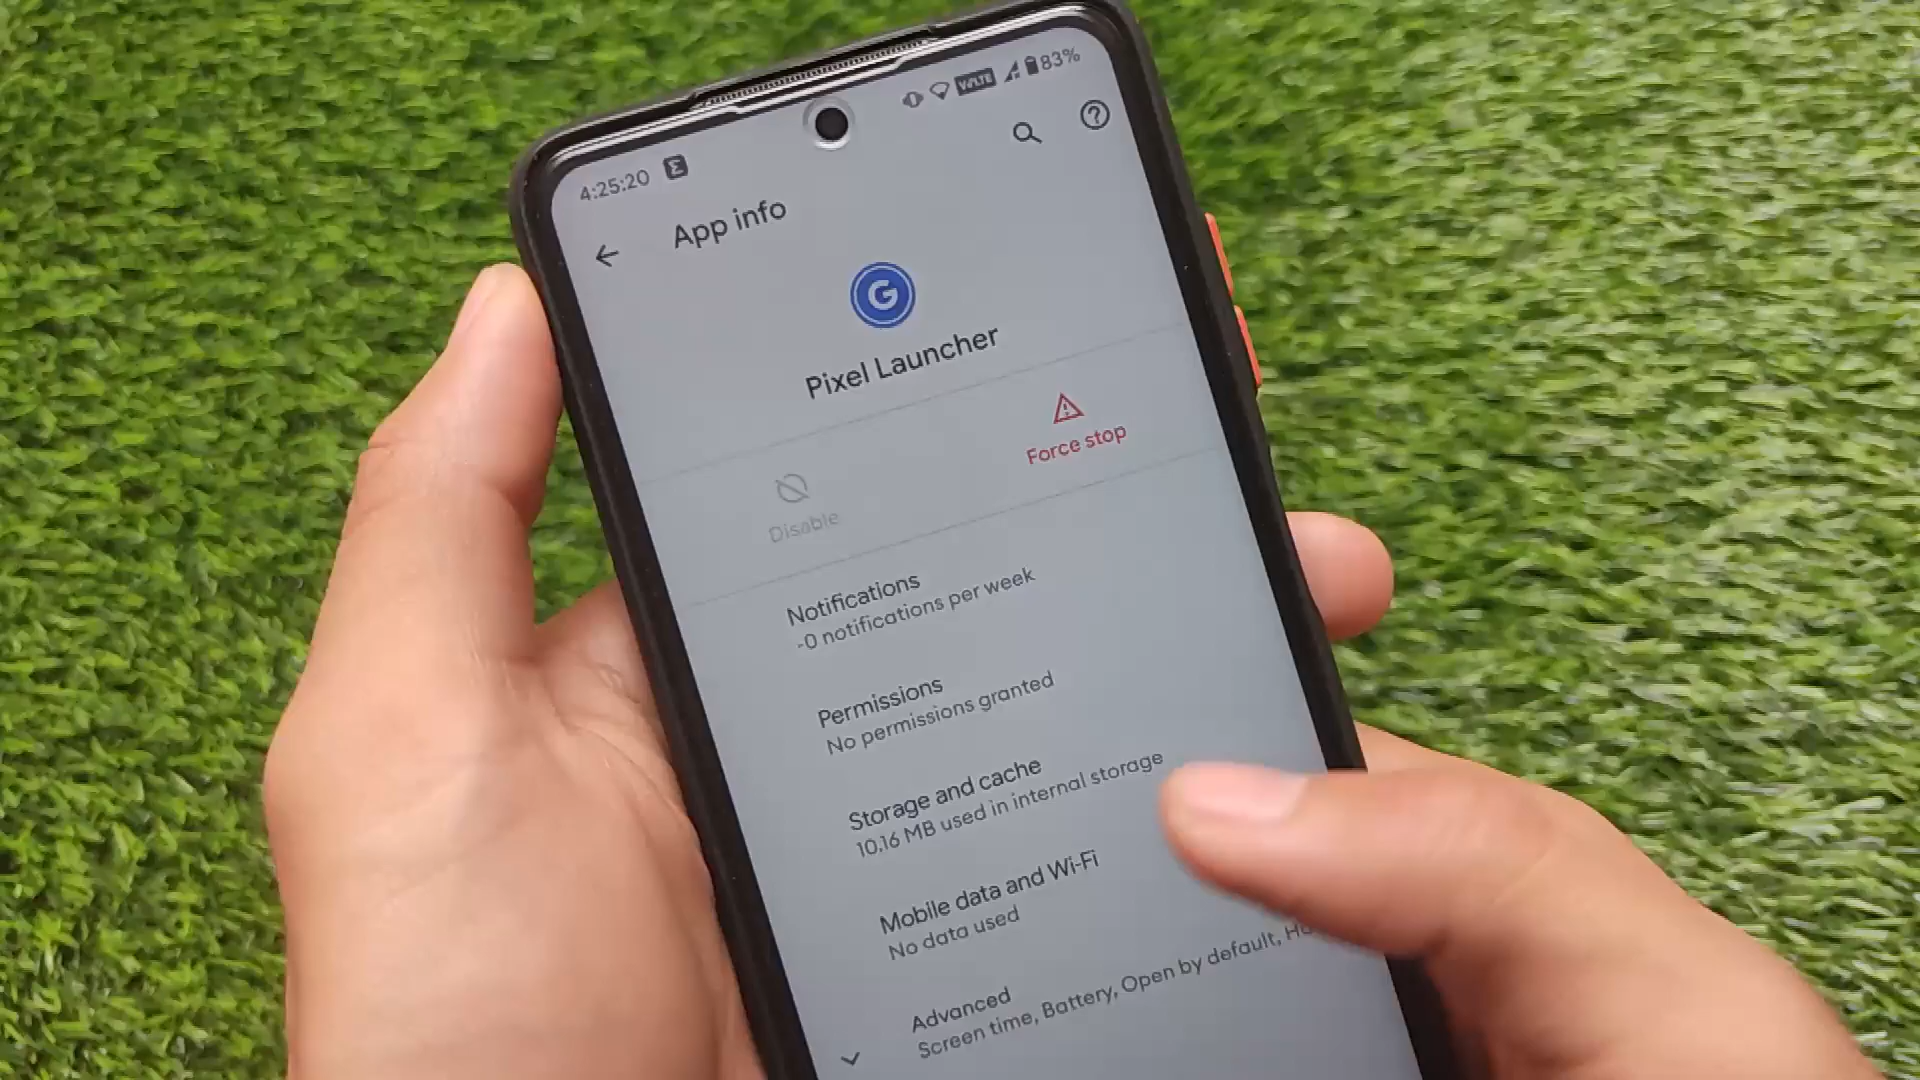 4:25:20
VoLTE
83%
App info
G
Pixel Launcher
Disable
Force stop
Notifications
~0 notifications per week
Permissions
No permissions granted
Storage and cache
10.16 MB used in internal storage
Mobile data and Wi-Fi
No data used
Advanced
Screen time, Battery, Open by default,